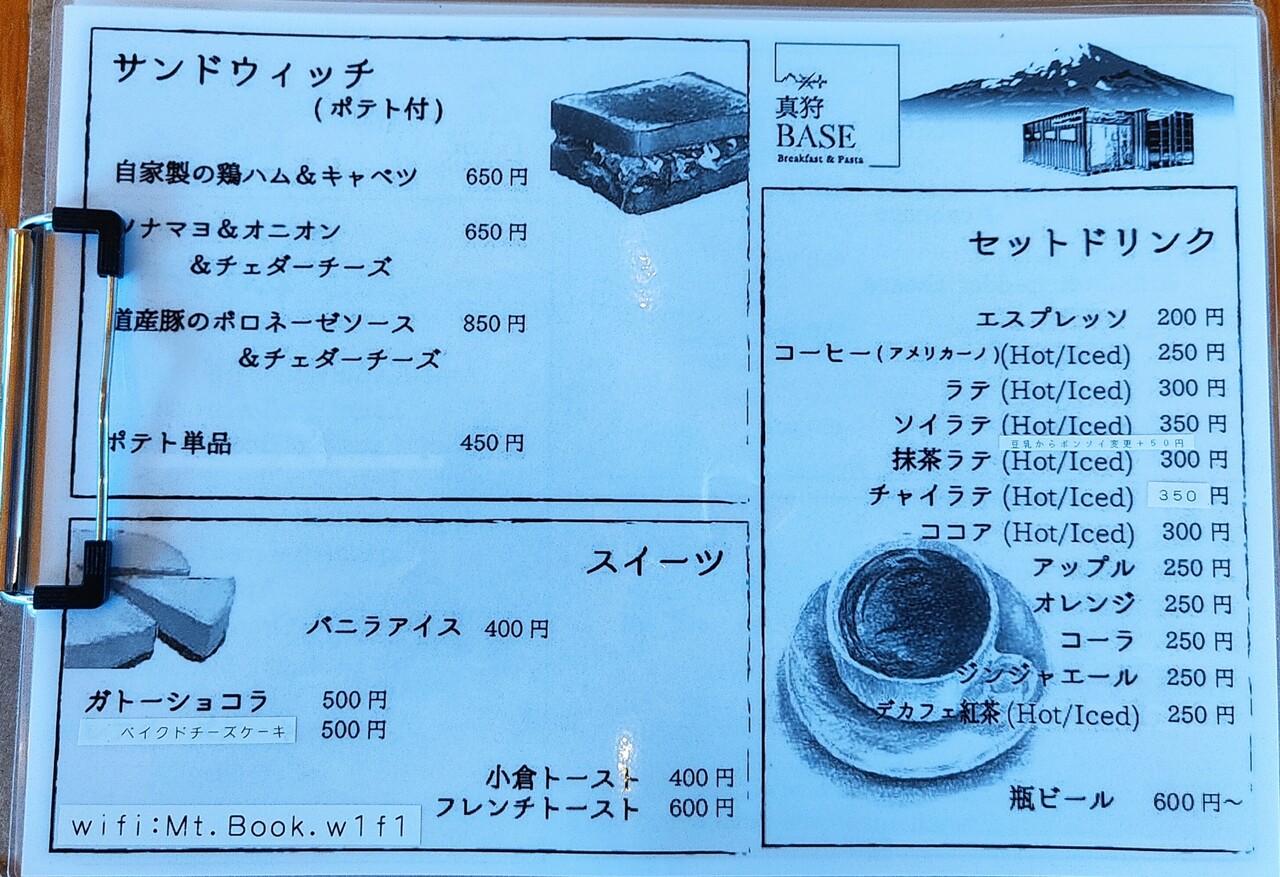 サンドウィッチ
(ポテト付)
自家製の鶏ハム&キャベツ 650円
ツナマヨ&オニオン 650円
&チェダーチーズ
道産豚のボロネーゼソース 850円
&チェダーチーズ
ポテト単品 450円
スイーツ
バニラアイス 400円
ガトーショコラ 500円
ベイクドチーズケーキ 500円
小倉トースト 400円
フレンチトースト 600円
wifi:Mt.Book.w1f1
真狩
BASE
Breakfast & Pasta
セットドリンク
エスプレッソ 200円
コーヒー(アメリカーノ)(Hot/Iced) 250円
ラテ (Hot/Iced) 300円
ソイラテ (Hot/Iced) 350円
豆乳からボンソイ変更+50円
抹茶ラテ (Hot/Iced) 300円
チャイラテ (Hot/Iced) 350円
ココア (Hot/Iced) 300円
アップル 250円
オレンジ 250円
コーラ 250円
ジンジャエール 250円
デカフェ紅茶(Hot/Iced) 250円
瓶ビール 600円〜